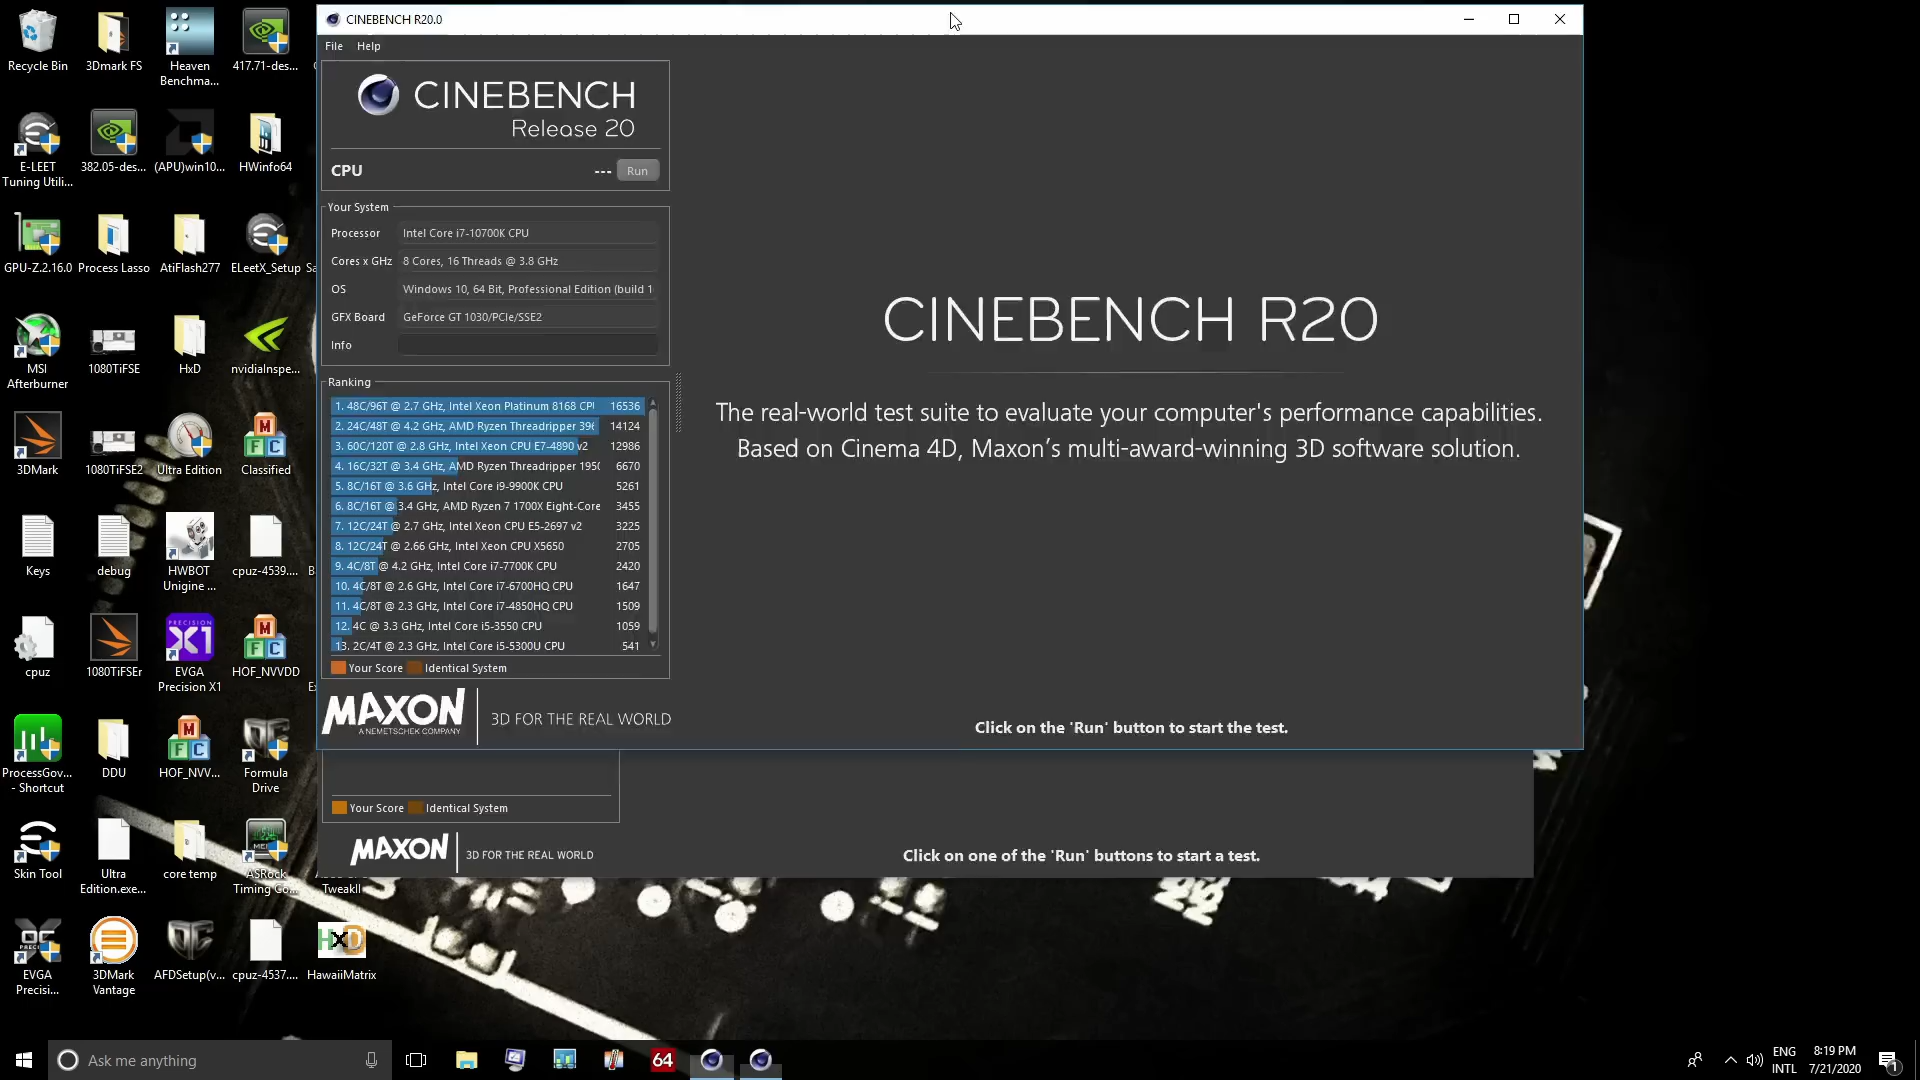 CINEBENCH R20.0
File Help
CINEBENCH
Release 20
CPU --- Run
Your System
Processor Intel Core i7-10700K CPU
Cores x GHz 8 Cores, 16 Threads @ 3.8 GHz
OS Windows 10, 64 Bit, Professional Edition (build 1
GFX Board GeForce GT 1030/PCIe/SSE2
Info
Ranking
1. 48C/96T @ 2.7 GHz, Intel Xeon Platinum 8168 CPU 16536
2. 24C/48T @ 4.2 GHz, AMD Ryzen Threadripper 396 14124
3. 60C/120T @ 2.8 GHz, Intel Xeon CPU E7-4890 v2 12986
4. 16C/32T @ 3.4 GHz, AMD Ryzen Threadripper 1950 6670
5. 8C/16T @ 3.6 GHz, Intel Core i9-9900K CPU 5261
6. 8C/16T @ 3.4 GHz, AMD Ryzen 7 1700X Eight-Core 3455
7. 12C/24T @ 2.7 GHz, Intel Xeon CPU E5-2697 v2 3225
8. 12C/24T @ 2.66 GHz, Intel Xeon CPU X5650 2705
9. 4C/8T @ 4.2 GHz, Intel Core i7-7700K CPU 2420
10. 4C/8T @ 2.6 GHz, Intel Core i7-6700HQ CPU 1647
11. 4C/8T @ 2.3 GHz, Intel Core i7-4850HQ CPU 1509
12. 4C @ 3.3 GHz, Intel Core i5-3550 CPU 1059
13. 2C/4T @ 2.3 GHz, Intel Core i5-5300U CPU 541
Your Score Identical System
MAXON
A NEMETSCHEK COMPANY
3D FOR THE REAL WORLD
CINEBENCH R20
The real-world test suite to evaluate your computer's performance capabilities.
Based on Cinema 4D, Maxon’s multi-award-winning 3D software solution.
Click on the 'Run' button to start the test.
Your Score Identical System
MAXON 3D FOR THE REAL WORLD
Click on one of the 'Run' buttons to start a test.
Recycle Bin
3Dmark FS
Heaven
Benchma...
417.71-des...
E-LEET
Tuning Utili...
382.05-des...
(APU)win10...
HWinfo64
GPU-Z.2.16.0
Process Lasso
AtiFlash277
ELeetX_Setup
MSI
Afterburner
1080TiFSE
HxD
nvidiaInspe...
3DMark
1080TiFSE2
Ultra Edition
Classified
Keys
debug
HWBOT
Unigine ...
cpuz-4539....
cpuz
1080TiFSEr
PRECISION
X1
EVGA
Precision X1
HOF_NVVDD
ProcessGov...
- Shortcut
DDU
HOF_NVV...
Formula
Drive
Skin Tool
Ultra
Edition.exe...
core temp
ASRock
Timing Co...
Tweakll
EVGA
Precisi...
3DMark
Vantage
AFDSetup(v...
cpuz-4537....
HxD
HawaiiMatrix
Ask me anything
64
ENG
INTL
8:19 PM
7/21/2020
1